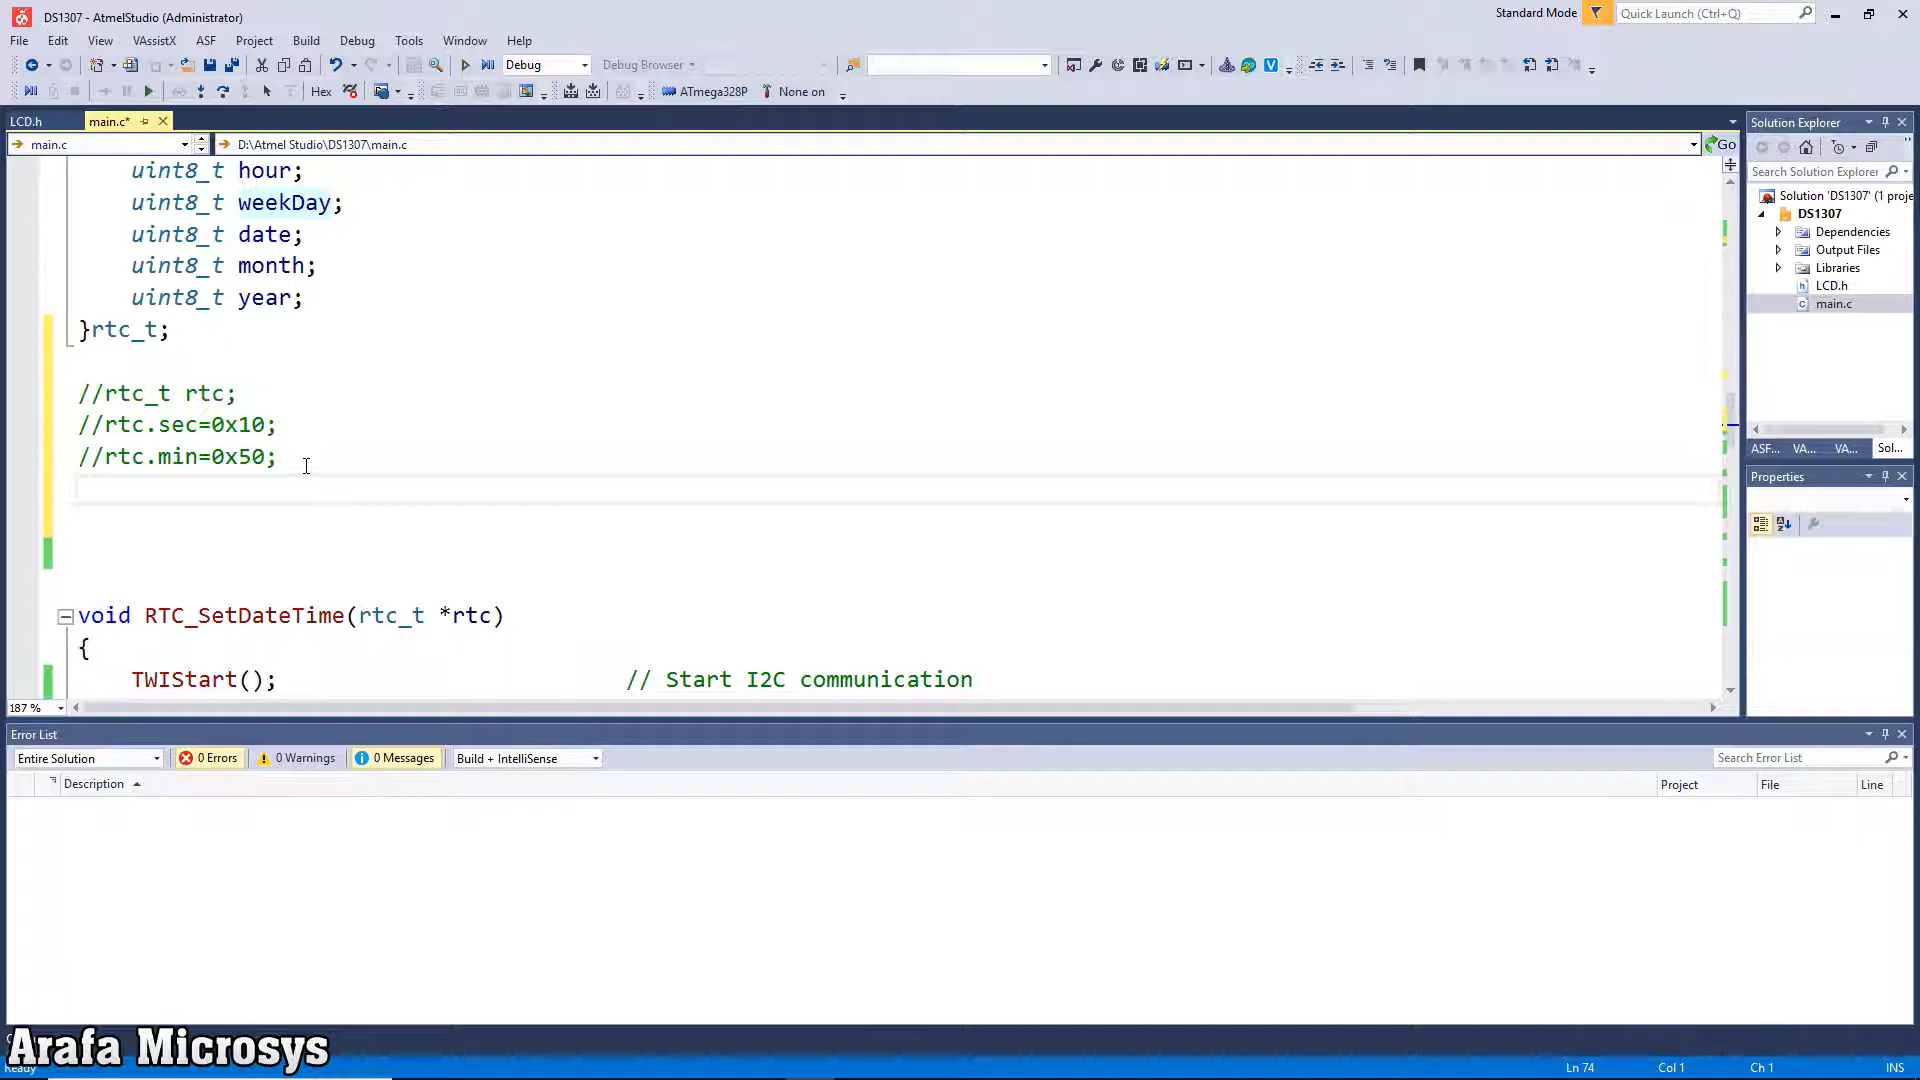 DS1307 - AtmelStudio (Administrator)
Standard Mode
Quick Launch (Ctrl+Q)
File Edit View VAssistX ASF Project Build Debug Tools Window Help
Debug
Debug Browser
Hex
ATmega328P
None on
LCD.h
main.c*
main.c
D:\Atmel Studio\DS1307\main.c
Go
uint8_t hour;
uint8_t weekDay;
uint8_t date;
uint8_t month;
uint8_t year;
}rtc_t;
//rtc_t rtc;
//rtc.sec=0x10;
//rtc.min=0x50;
void RTC_SetDateTime(rtc_t *rtc)
{
TWIStart(); // Start I2C communication
187 %
Solution Explorer
Search Solution Explorer
Solution 'DS1307' (1 proje
DS1307
Dependencies
Output Files
Libraries
LCD.h
main.c
ASF... VA... VA... Sol...
Properties
Error List
Entire Solution
0 Errors
0 Warnings
0 Messages
Build + IntelliSense
Search Error List
Description
Project
File
Line
Arafa Microsys
Ready
Ln 74
Col 1
Ch 1
INS